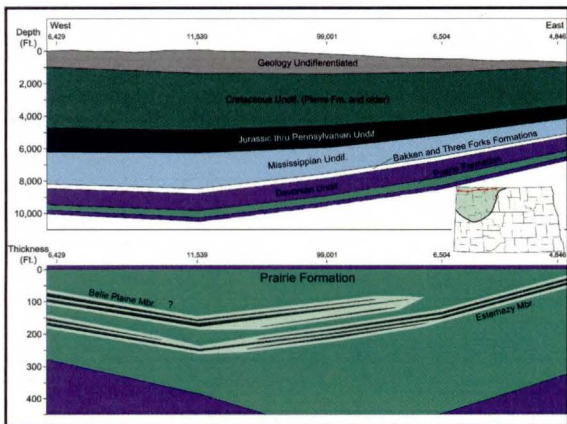 Depth
(Ft.)
West
East
6,429
11,539
99,001
6,504
4,846
0
2,000
4,000
6,000
8,000
10,000
Geology Undifferentiated
Cretaceous Undif. (Pierre Fm. and older)
Jurassic thru Pennsylvanian Undif.
Mississippian Undif.
Bakken and Three Forks Formations
Prairie Formation
Devonian Undif.
Thickness
(Ft.)
6,429
11,539
99,001
6,504
4,846
0
100
200
300
400
Prairie Formation
Belle Plaine Mbr. ?
Esterhazy Mbr.